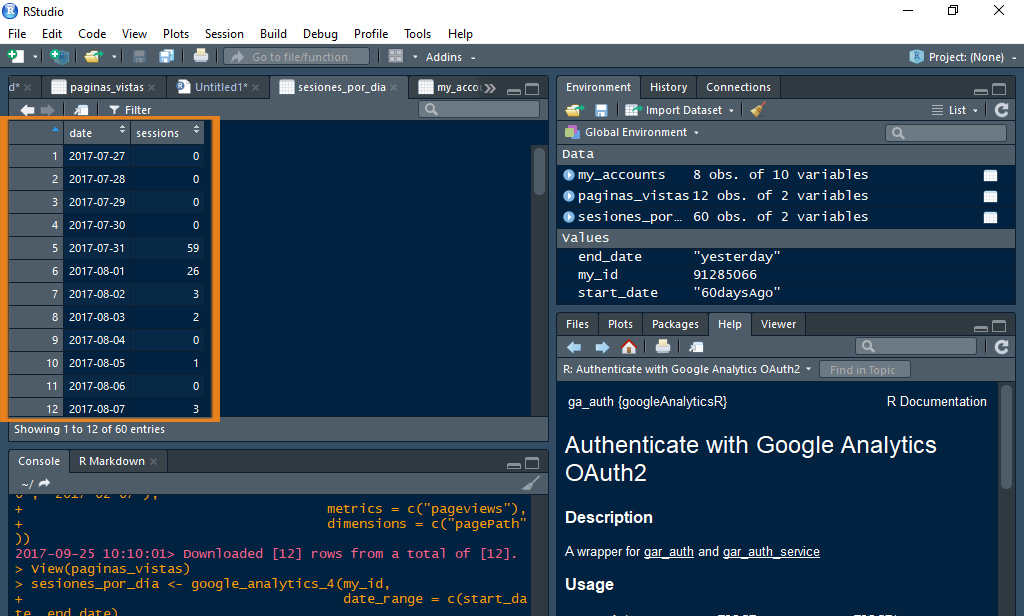 RStudio
File Edit Code View Plots Session Build Debug Profile Tools Help
Go to file/function Addins Project: (None)
d* paginas_vistas Untitled1* sesiones_por_dia my_accou
Filter
date sessions
1 2017-07-27 0
2 2017-07-28 0
3 2017-07-29 0
4 2017-07-30 0
5 2017-07-31 59
6 2017-08-01 26
7 2017-08-02 3
8 2017-08-03 2
9 2017-08-04 0
10 2017-08-05 1
11 2017-08-06 0
12 2017-08-07 3
Showing 1 to 12 of 60 entries
Console R Markdown
~/
+ metrics = c("pageviews"),
+ dimensions = c("pagePath"
))
2017-09-25 10:10:01> Downloaded [12] rows from a total of [12].
> View(paginas_vistas)
> sesiones_por_dia <- google_analytics_4(my_id,
+ date_range = c(start_da
te, end_date),
Environment History Connections
Import Dataset List
Global Environment
Data
my_accounts 8 obs. of 10 variables
paginas_vistas 12 obs. of 2 variables
sesiones_por… 60 obs. of 2 variables
Values
end_date "yesterday"
my_id 91285066
start_date "60daysAgo"
Files Plots Packages Help Viewer
R: Authenticate with Google Analytics OAuth2 Find in Topic
ga_auth {googleAnalyticsR} R Documentation
Authenticate with Google Analytics
OAuth2
Description
A wrapper for gar_auth and gar_auth_service
Usage